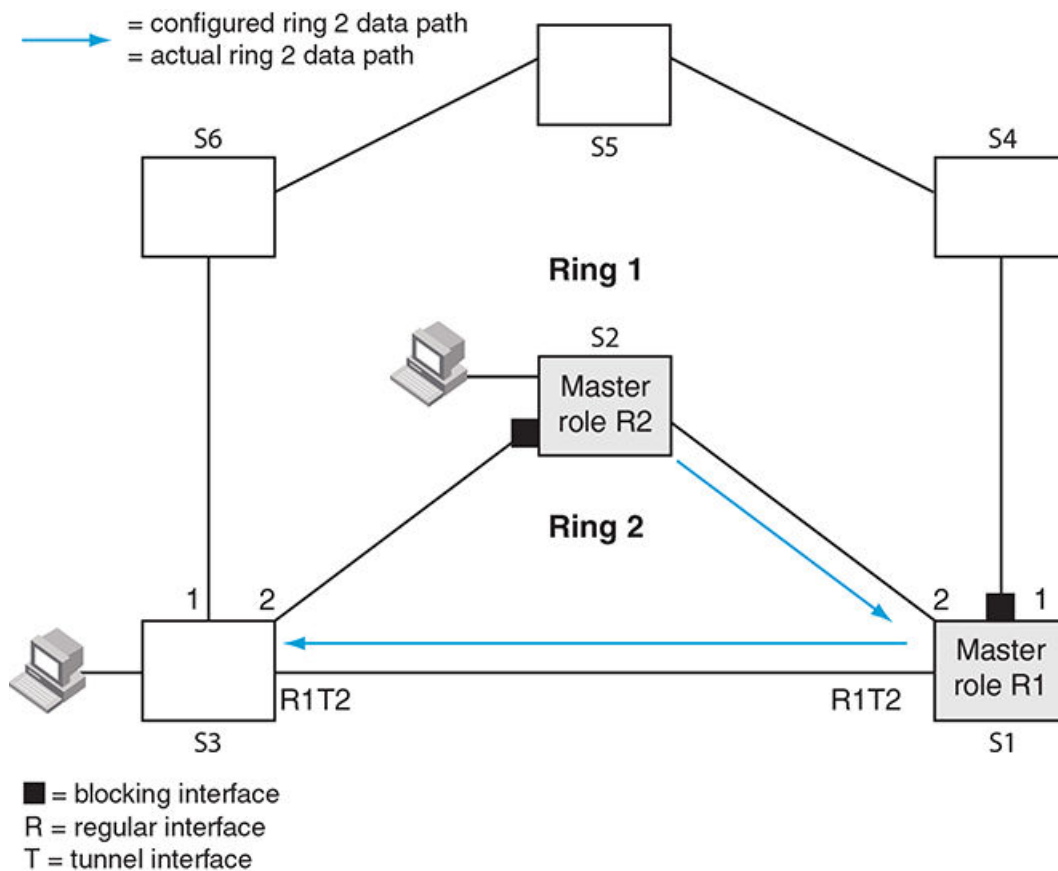 = configured ring 2 data path
= actual ring 2 data path
S6
S5
S4
Ring 1
S2
Master
role R2
Ring 2
1
2
2
1
Master
role R1
R1T2
R1T2
S3
S1
= blocking interface
R = regular interface
T = tunnel interface